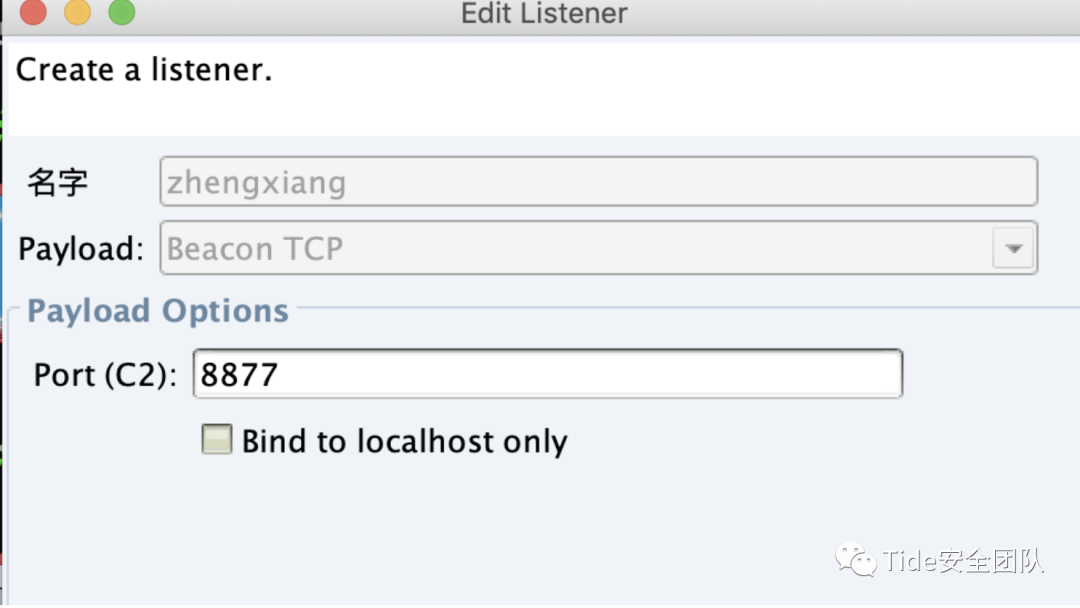 Edit Listener
Create a listener.
名字 zhengxiang
Payload: Beacon TCP
Payload Options
Port (C2): 8877
Bind to localhost only
Tide安全团队